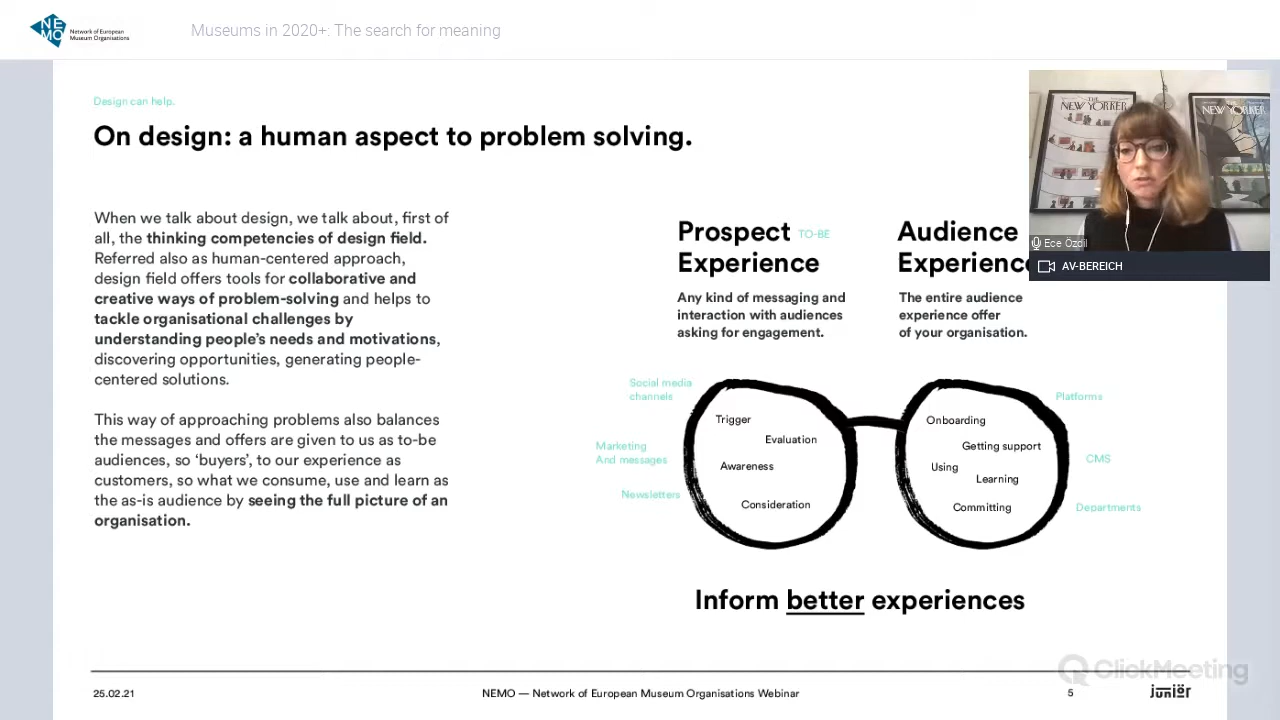 NE
MO
Network of European
Museum Organisations
Museums in 2020+: The search for meaning
Design can help.
On design: a human aspect to problem solving.
When we talk about design, we talk about, first of
all, the thinking competencies of design field.
Referred also as human-centered approach,
design field offers tools for collaborative and
creative ways of problem-solving and helps to
tackle organisational challenges by
understanding people's needs and motivations,
discovering opportunities, generating people-
centered solutions.
This way of approaching problems also balances
the messages and offers are given to us as to-be
audiences, so ‘buyers’, to our experience as
customers, so what we consume, use and learn as
the as-is audience by seeing the full picture of an
organisation.
Prospect TO-BE
Experience
Any kind of messaging and
interaction with audiences
asking for engagement.
Audience
Experience
The entire audience
experience offer
of your organisation.
Social media
channels
Marketing
And messages
Newsletters
Trigger
Evaluation
Awareness
Consideration
Onboarding
Getting support
Using
Learning
Committing
Platforms
CMS
Departments
Inform better experiences
THE
NEW YORKER
THE
NEW YORKER
Ece Özdil
AV-BEREICH
ClickMeeting
25.02.21
NEMO — Network of European Museum Organisations Webinar
5
juniör